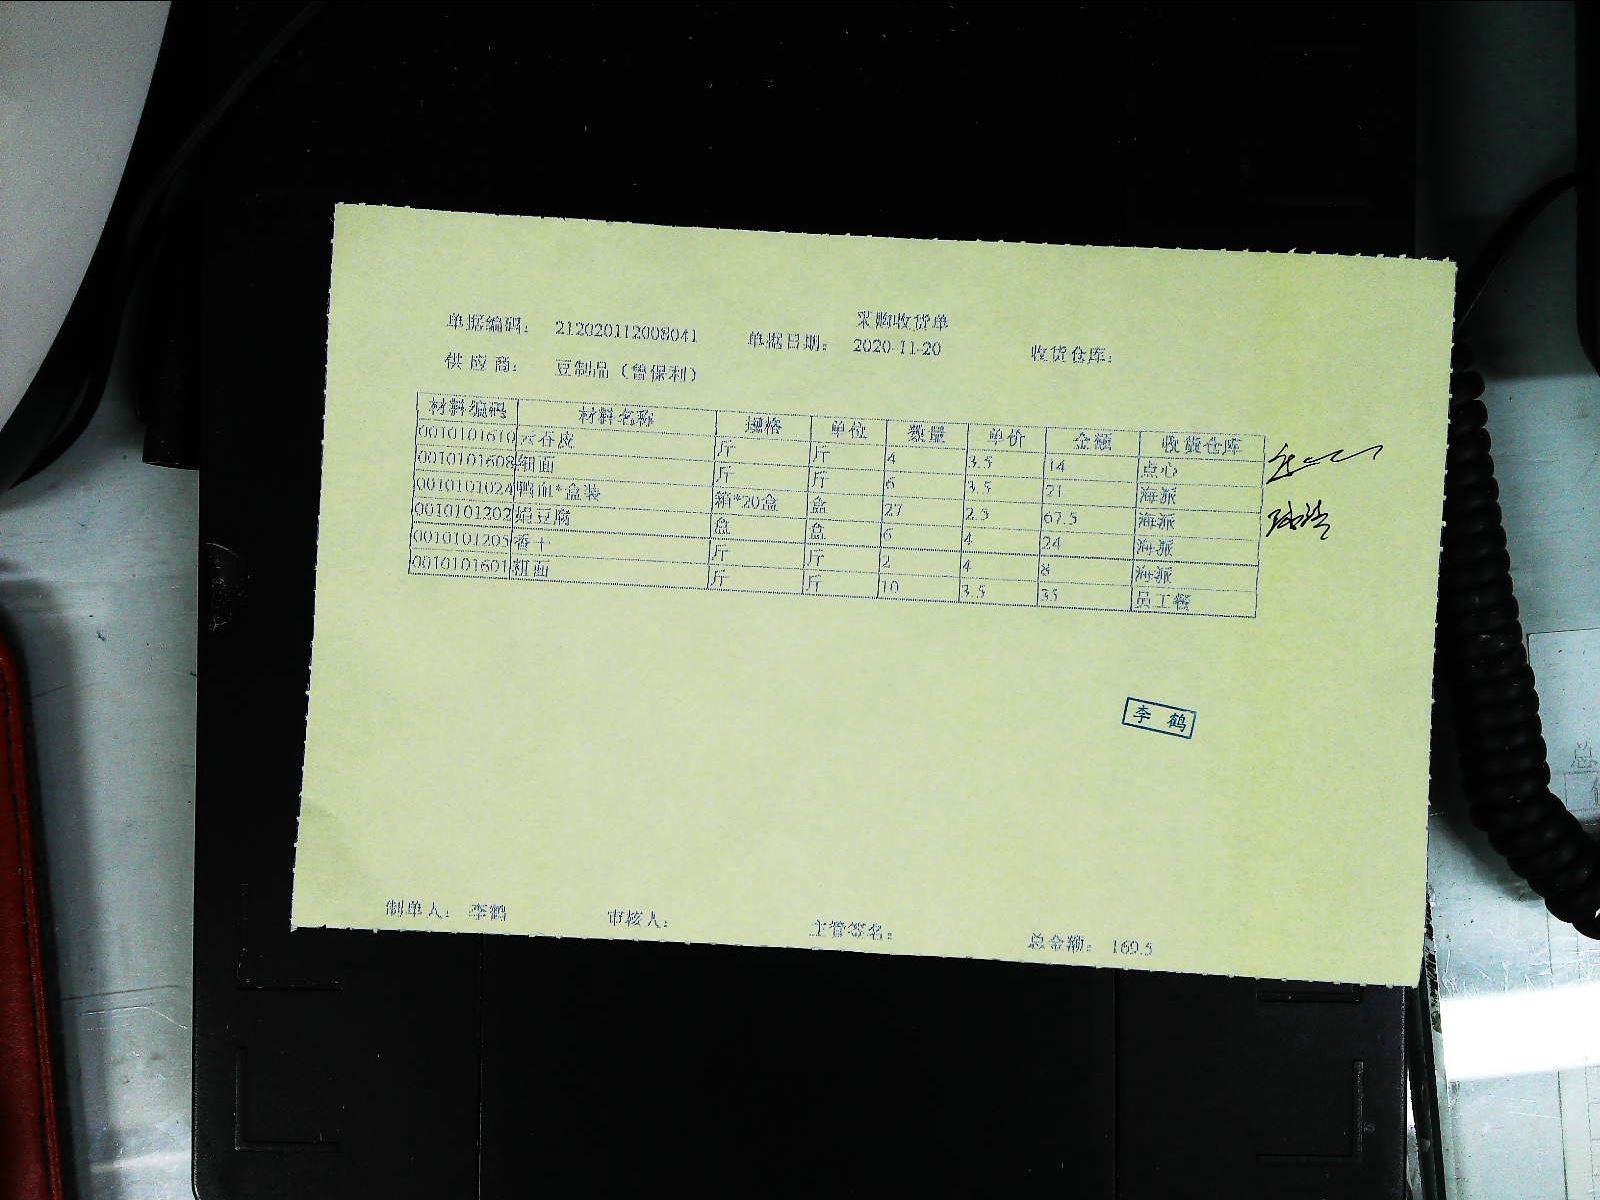 采购收货单
单据编码： 212020112008041 单据日期： 2020-11-20 收货仓库：
供 应 商： 豆制品（曾保利）
材料编码 材料名称 规格 单位 数量 单价 金额 收货仓库
0010101610 云吞皮 斤 斤 4 3.5 14 点心
0010101608 细面 斤 斤 6 3.5 21 海派
0010101024 鸭血*盒装 箱*20盒 盒 27 2.5 67.5 海派
0010101202 绢豆腐 盒 盒 6 4 24 海派
0010101205 香干 斤 斤 2 4 8 海派
0010101601 粗面 斤 斤 10 3.5 35 员工餐
李 鹤
制单人： 李鹤 审核人： 主管签名： 总金额： 169.5
总